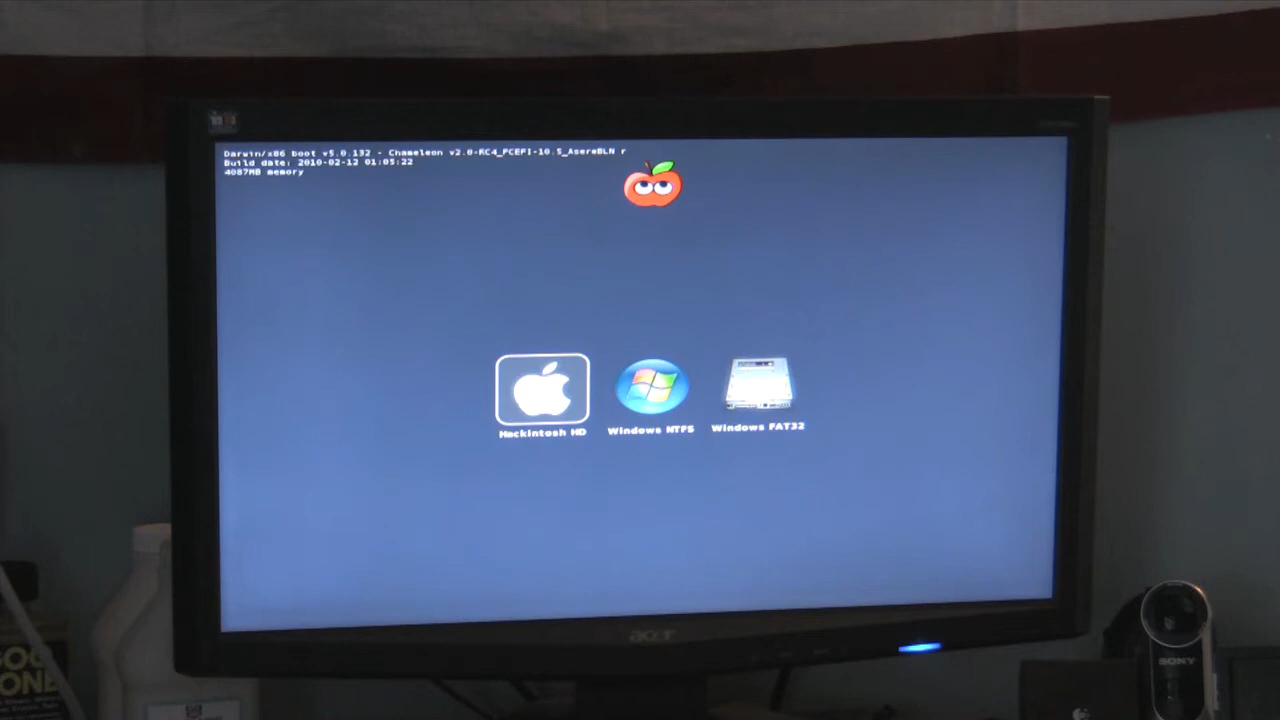 Darwin/x86 boot v5.0.132 - Chameleon v2.0-RC4_PCEFI-10.5_AsereBLN r
Build date: 2010-02-12 01:05:22
4087MB memory
Hackintosh HD
Windows NTFS
Windows FAT32
acer
SONY